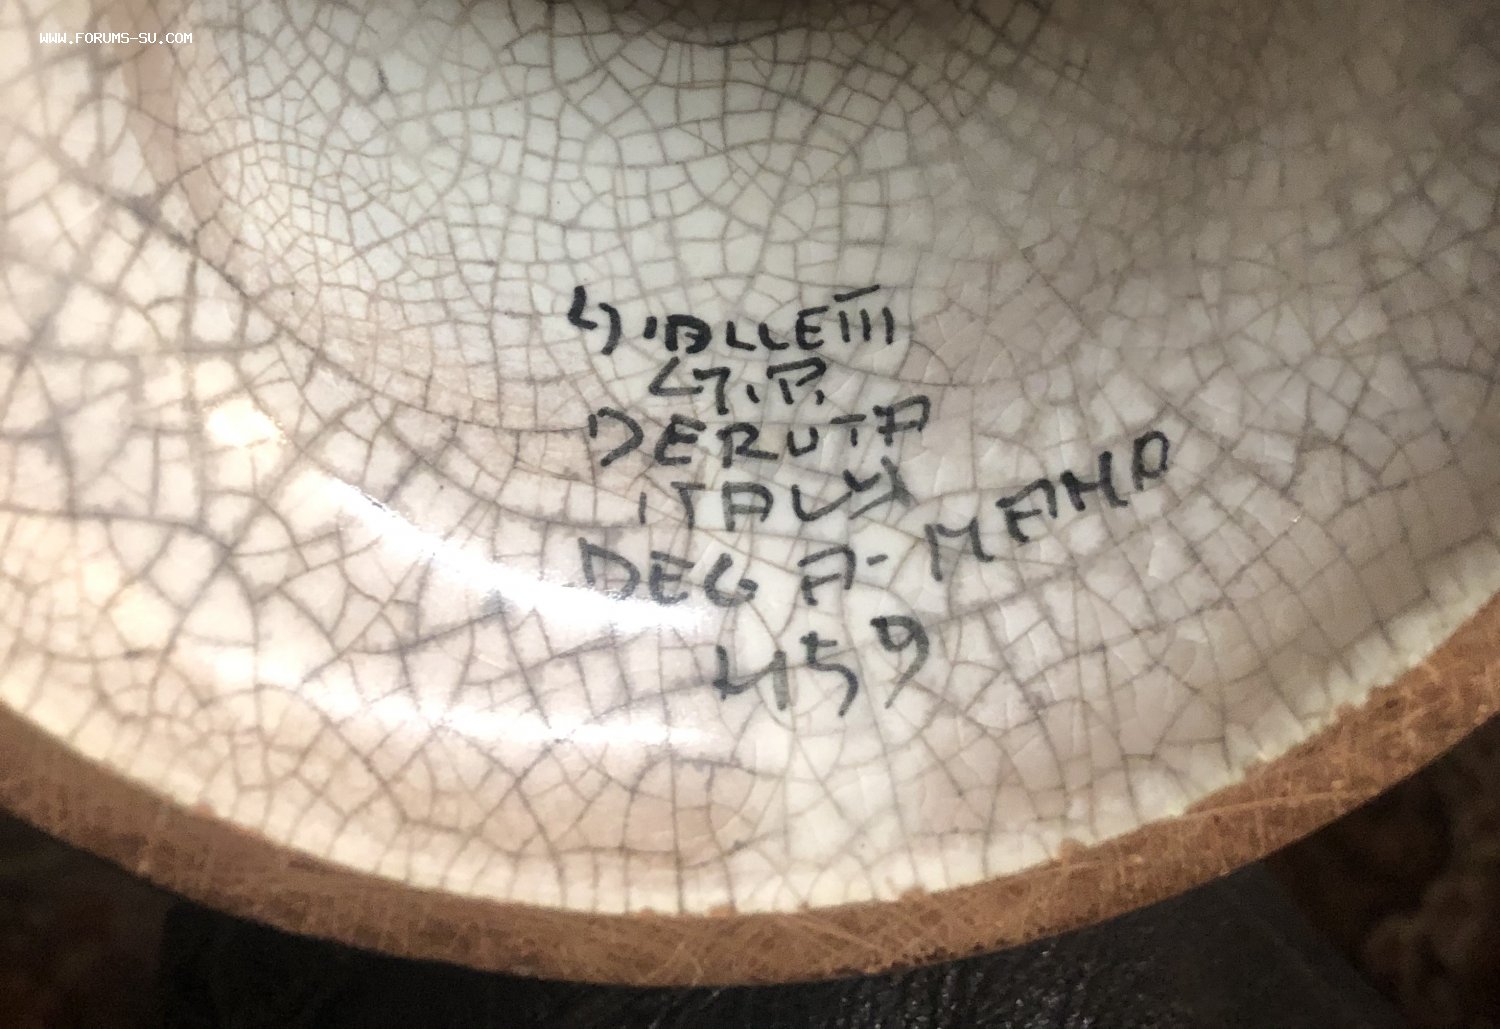 WWW.FORUMS-SU.COM
GIALLETTI
G.P.
DERUTA
ITALY
DEC A-MANO
459